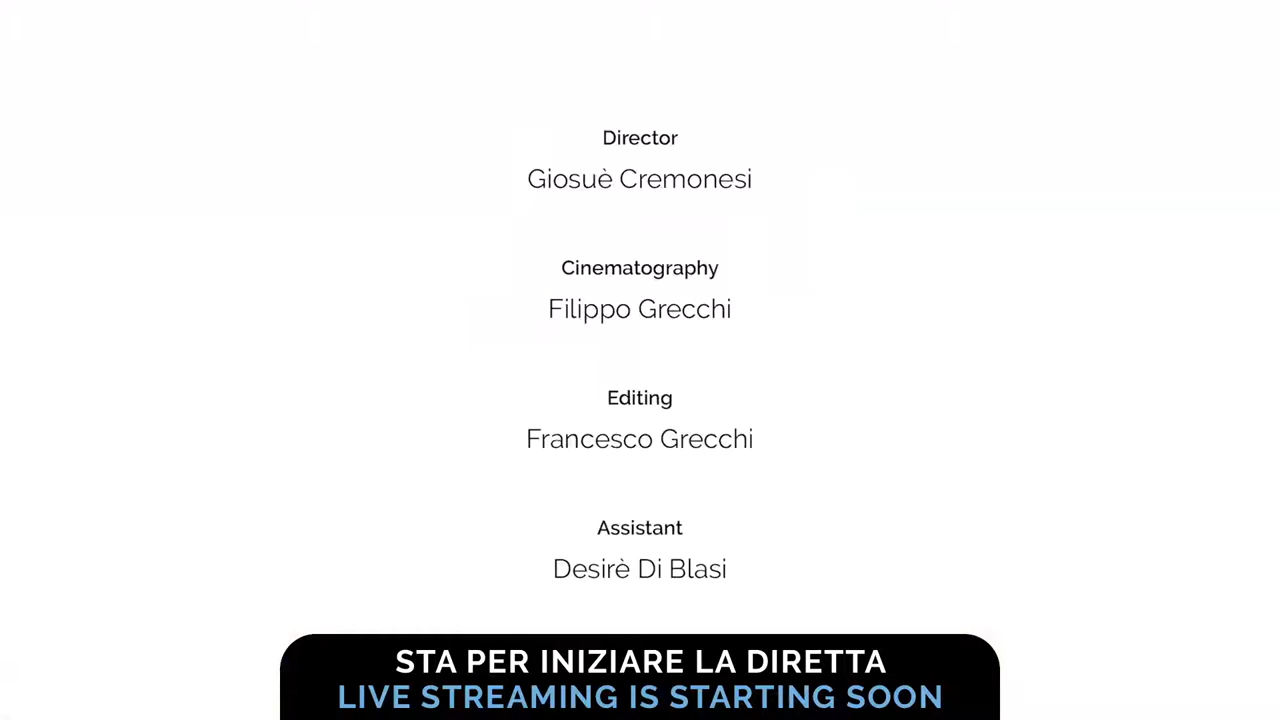 Director
Giosuè Cremonesi
Cinematography
Filippo Grecchi
Editing
Francesco Grecchi
Assistant
Desirè Di Blasi
STA PER INIZIARE LA DIRETTA
LIVE STREAMING IS STARTING SOON